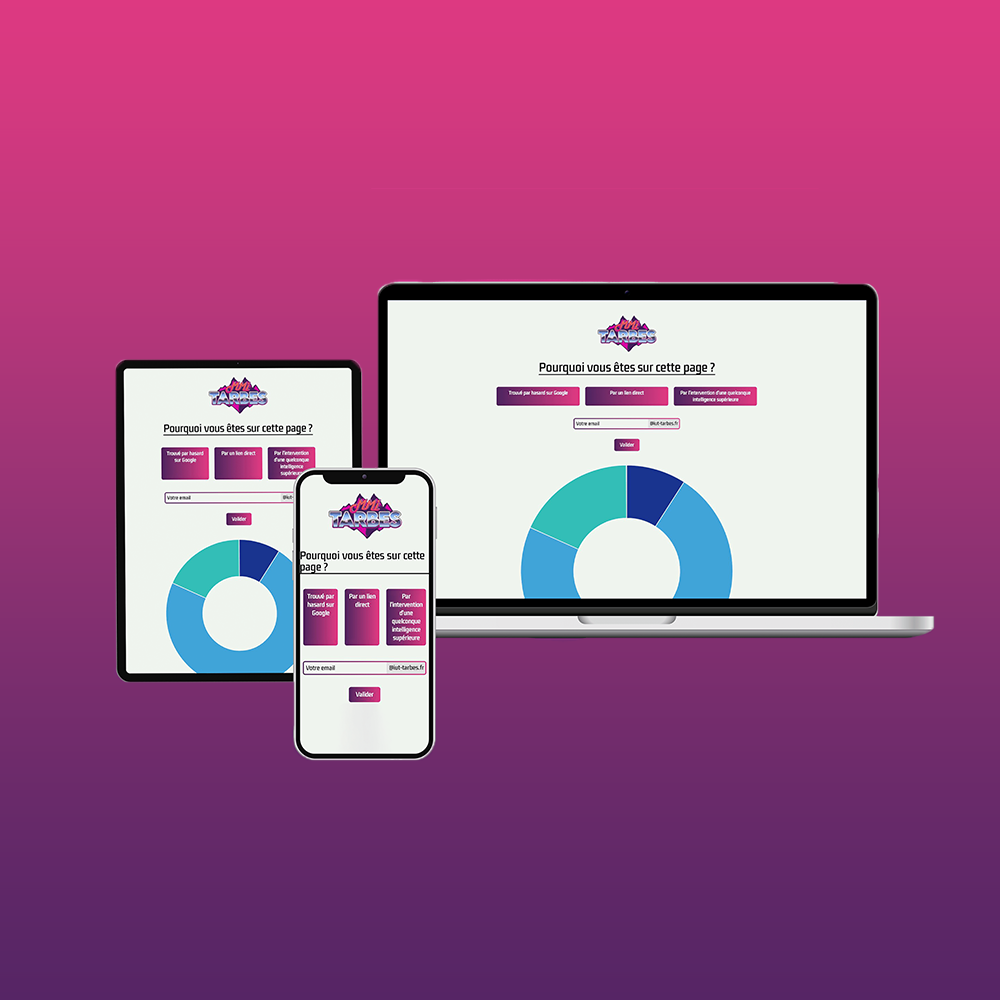 MMI
TARBES
Pourquoi vous êtes sur cette page ?
Trouvé par hasard sur Google
Par un lien direct
Par l'intervention d'une quelconque
intelligence supérieure
Votre email
@iut-tarbes.fr
Valider
MMI
TARBES
Pourquoi vous êtes sur cette page ?
Trouvé par hasard
sur Google
Par un lien direct
Par l'intervention
d'une quelconque
intelligence
supérieure
Votre email
@iut-
Valider
MMI
TARBES
Pourquoi vous êtes sur cette
page ?
Trouvé par
hasard sur
Google
Par un lien
direct
Par
l'intervention
d'une
quelconque
intelligence
supérieure
Votre email
@iut-tarbes.fr
Valider